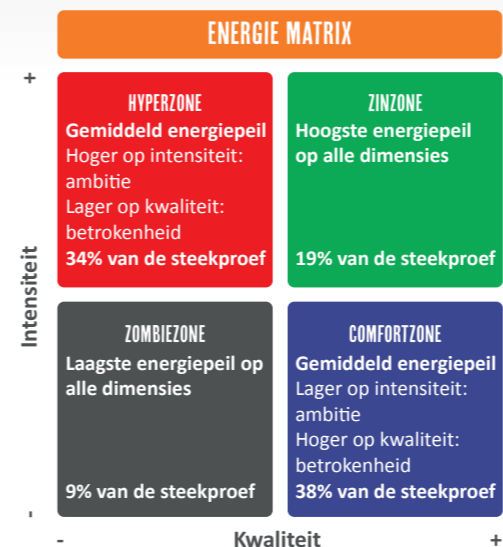 ENERGIE MATRIX
+
HYPERZONE
Gemiddeld energiepeil
Hoger op intensiteit:
ambitie
Lager op kwaliteit:
betrokenheid
34% van de steekproef
ZINZONE
Hoogste energiepeil
op alle dimensies
19% van de steekproef
Intensiteit
ZOMBIEZONE
Laagste energiepeil op
alle dimensies
9% van de steekproef
COMFORTZONE
Gemiddeld energiepeil
Lager op intensiteit:
ambitie
Hoger op kwaliteit:
betrokenheid
38% van de steekproef
-
- Kwaliteit +